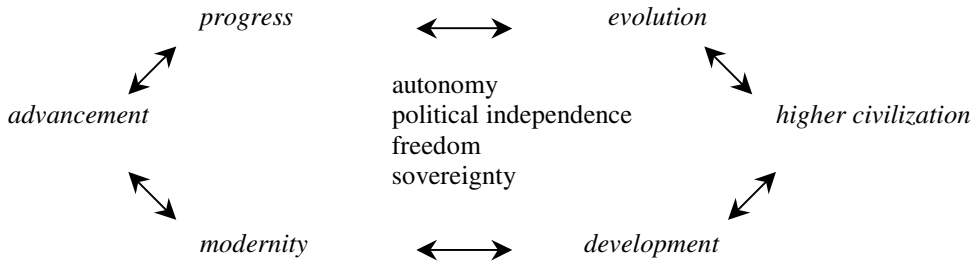 progress evolution
autonomy
advancement political independence higher civilization
freedom
sovereignty
modernity development